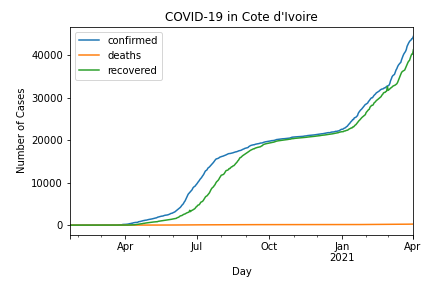 COVID-19 in Cote d'Ivoire
confirmed
deaths
recovered
Number of Cases
40000
30000
20000
10000
0
Apr
Jul
Oct
Jan
2021
Apr
Day